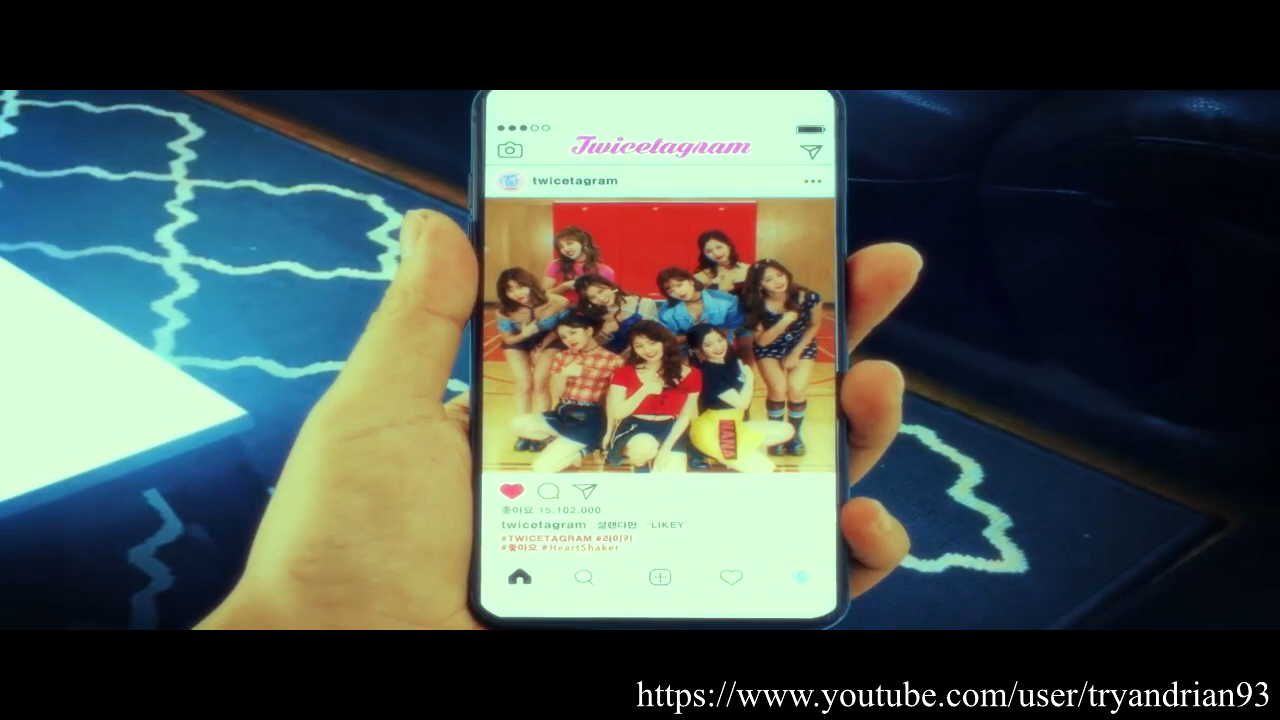 Twicetagram
twicetagram
NANA
좋아요 15.102.000
twicetagram 설렌다면 "LIKEY"
#TWICETAGRAM #라이키
#좋아요 #HeartShaker
https://www.youtube.com/user/tryandrian93